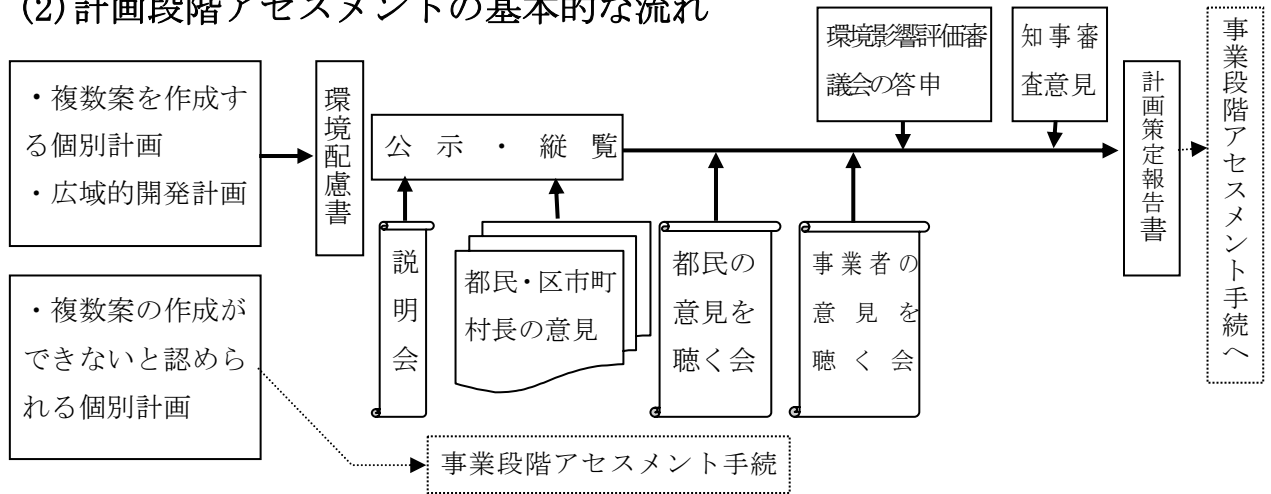 (2)計画段階アセスメントの基本的な流れ
・複数案を作成す
る個別計画
・広域的開発計画
環境配慮書
公示・縦覧
説明会
都民・区市町
村長の意見
都民の
意見を
聴く会
事業者の
意見を
聴く会
環境影響評価審
議会の答申
知事審
査意見
計画策定報告書
事業段階アセスメント手続へ
・複数案の作成が
できないと認めら
れる個別計画
事業段階アセスメント手続